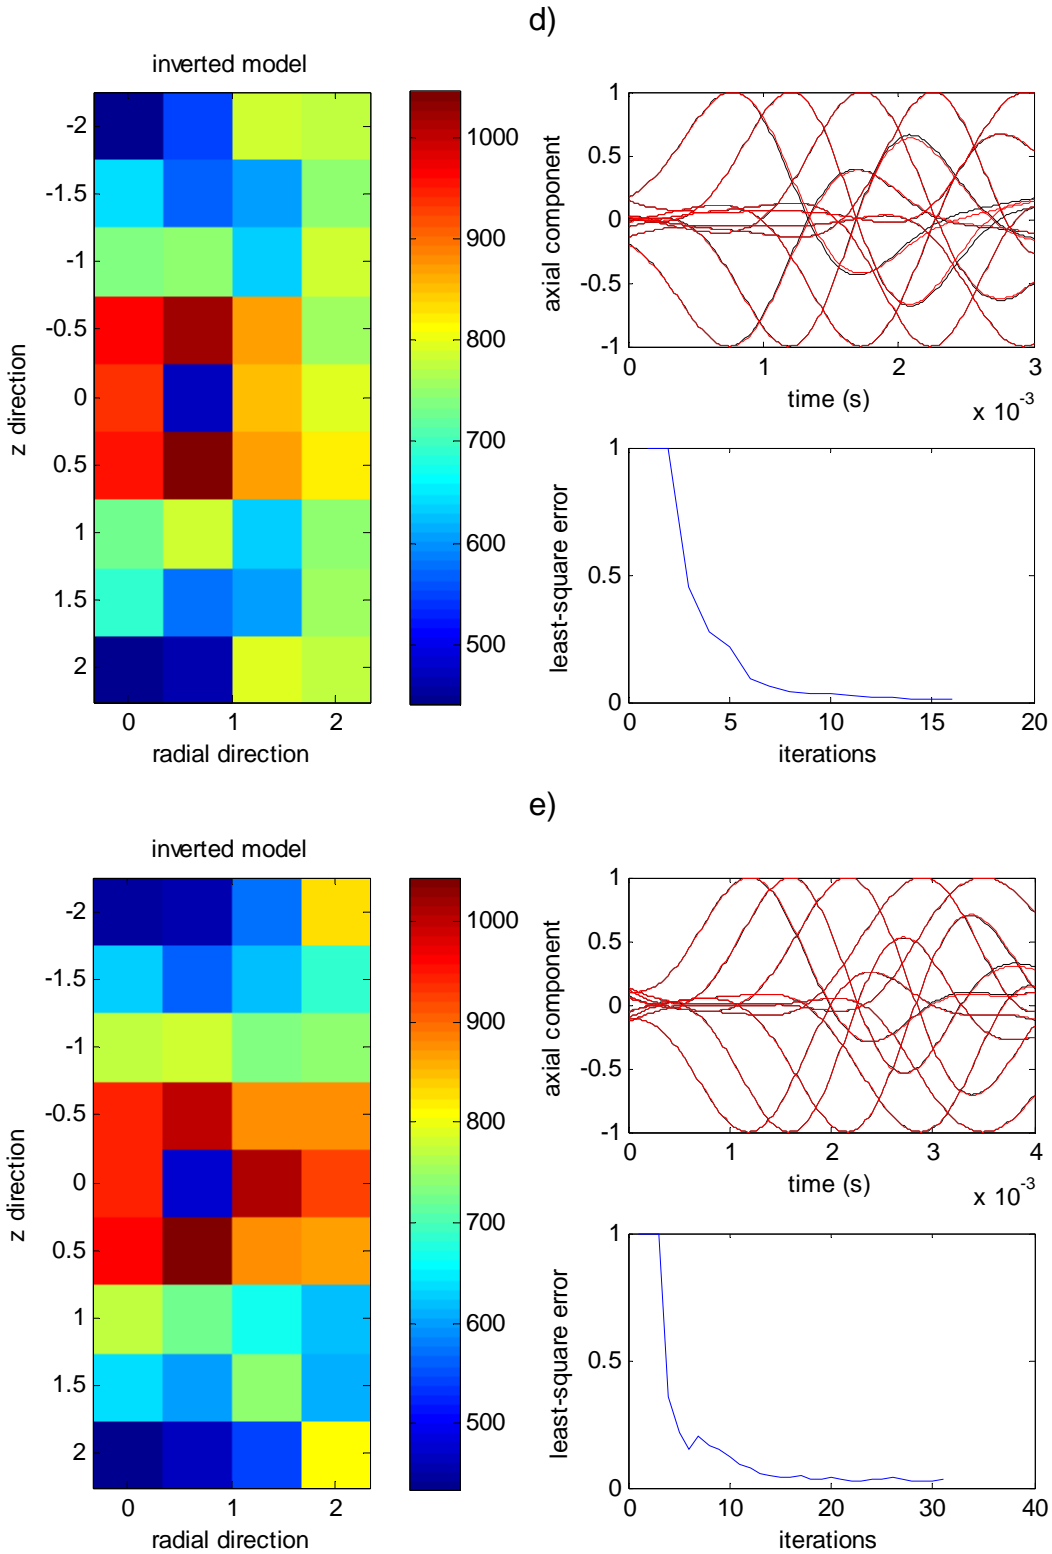 d)
inverted model
-2
-1.5
-1
-0.5
0
0.5
1
1.5
2
z direction
0 1 2
radial direction
1000
900
800
700
600
500
1
0.5
0
-0.5
-1
axial component
0 1 2 3
time (s)
x 10-3
1
0.5
0
least-square error
0 5 10 15 20
iterations
e)
inverted model
-2
-1.5
-1
-0.5
0
0.5
1
1.5
2
z direction
0 1 2
radial direction
1000
900
800
700
600
500
1
0.5
0
-0.5
-1
axial component
0 1 2 3 4
time (s)
x 10-3
1
0.5
0
least-square error
0 10 20 30 40
iterations